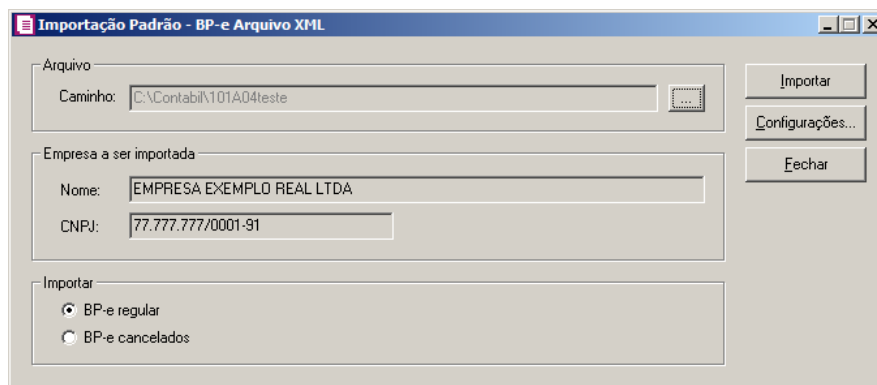 Importação Padrão - BP-e Arquivo XML
Arquivo
Caminho: C:\Contabil\101A04teste ...
Importar
Configurações...
Fechar
Empresa a ser importada
Nome: EMPRESA EXEMPLO REAL LTDA
CNPJ: 77.777.777/0001-91
Importar
BP-e regular
BP-e cancelados